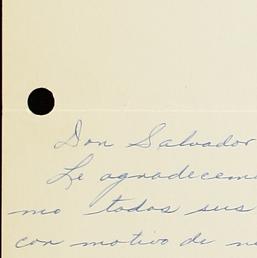 Don Salvador
Le agradecem
mo todos sus
con motivo de n